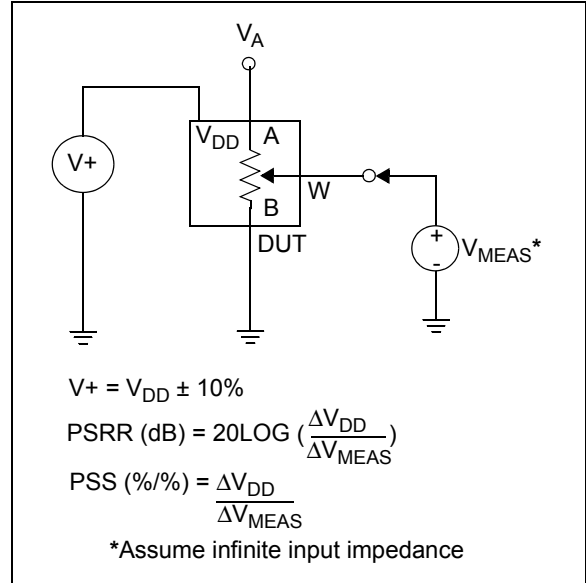 V_A
V_DD A
V+
W
B
DUT
+
V_MEAS*
-
V+ = V_DD ± 10%
PSRR (dB) = 20LOG (ΔV_DD/ΔV_MEAS)
PSS (%/%) = ΔV_DD/ΔV_MEAS
*Assume infinite input impedance